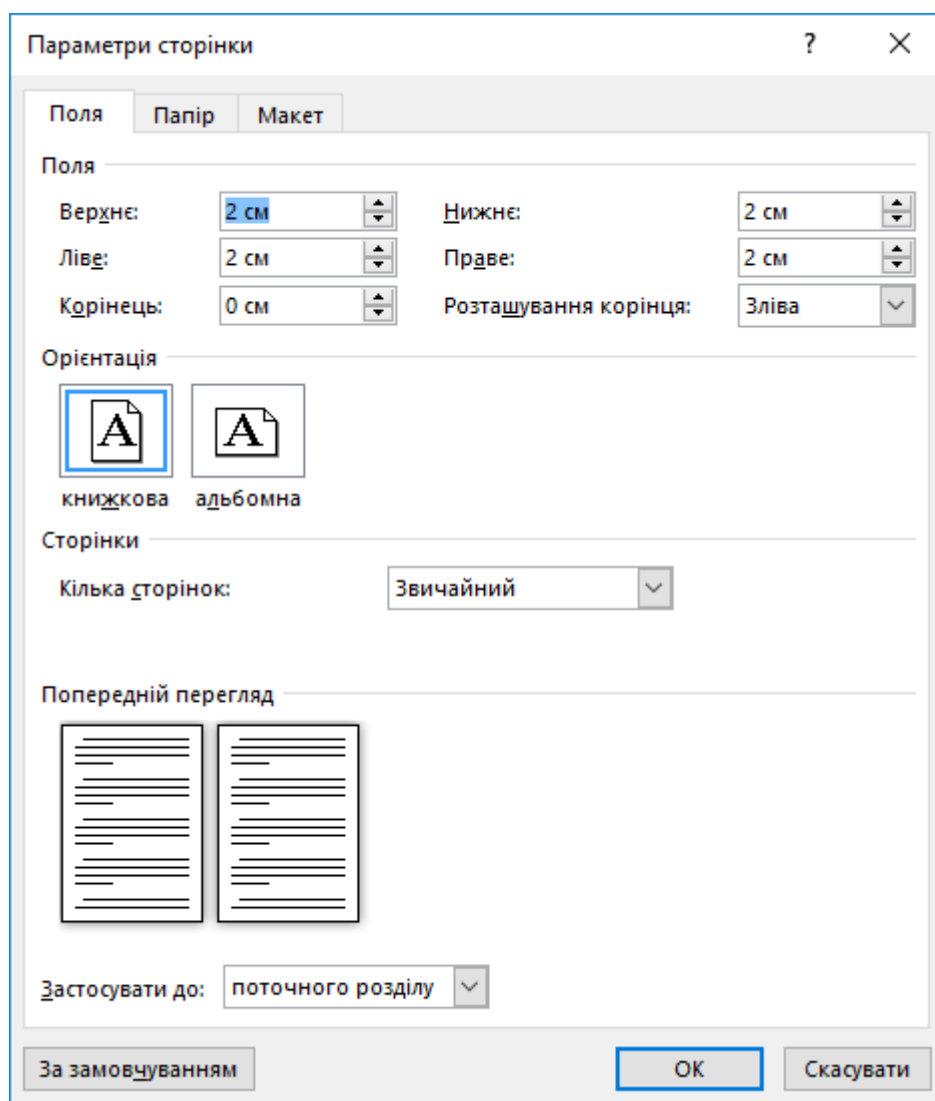 Параметри сторінки ?
Поля Папір Макет
Поля
Верхнє: 2 см Нижнє: 2 см
Ліве: 2 см Праве: 2 см
Корінець: 0 см Розташування корінця: Зліва
Орієнтація
A A
книжкова альбомна
Сторінки
Кілька сторінок: Звичайний
Попередній перегляд
Застосувати до: поточного розділу
За замовчуванням ОК Скасувати